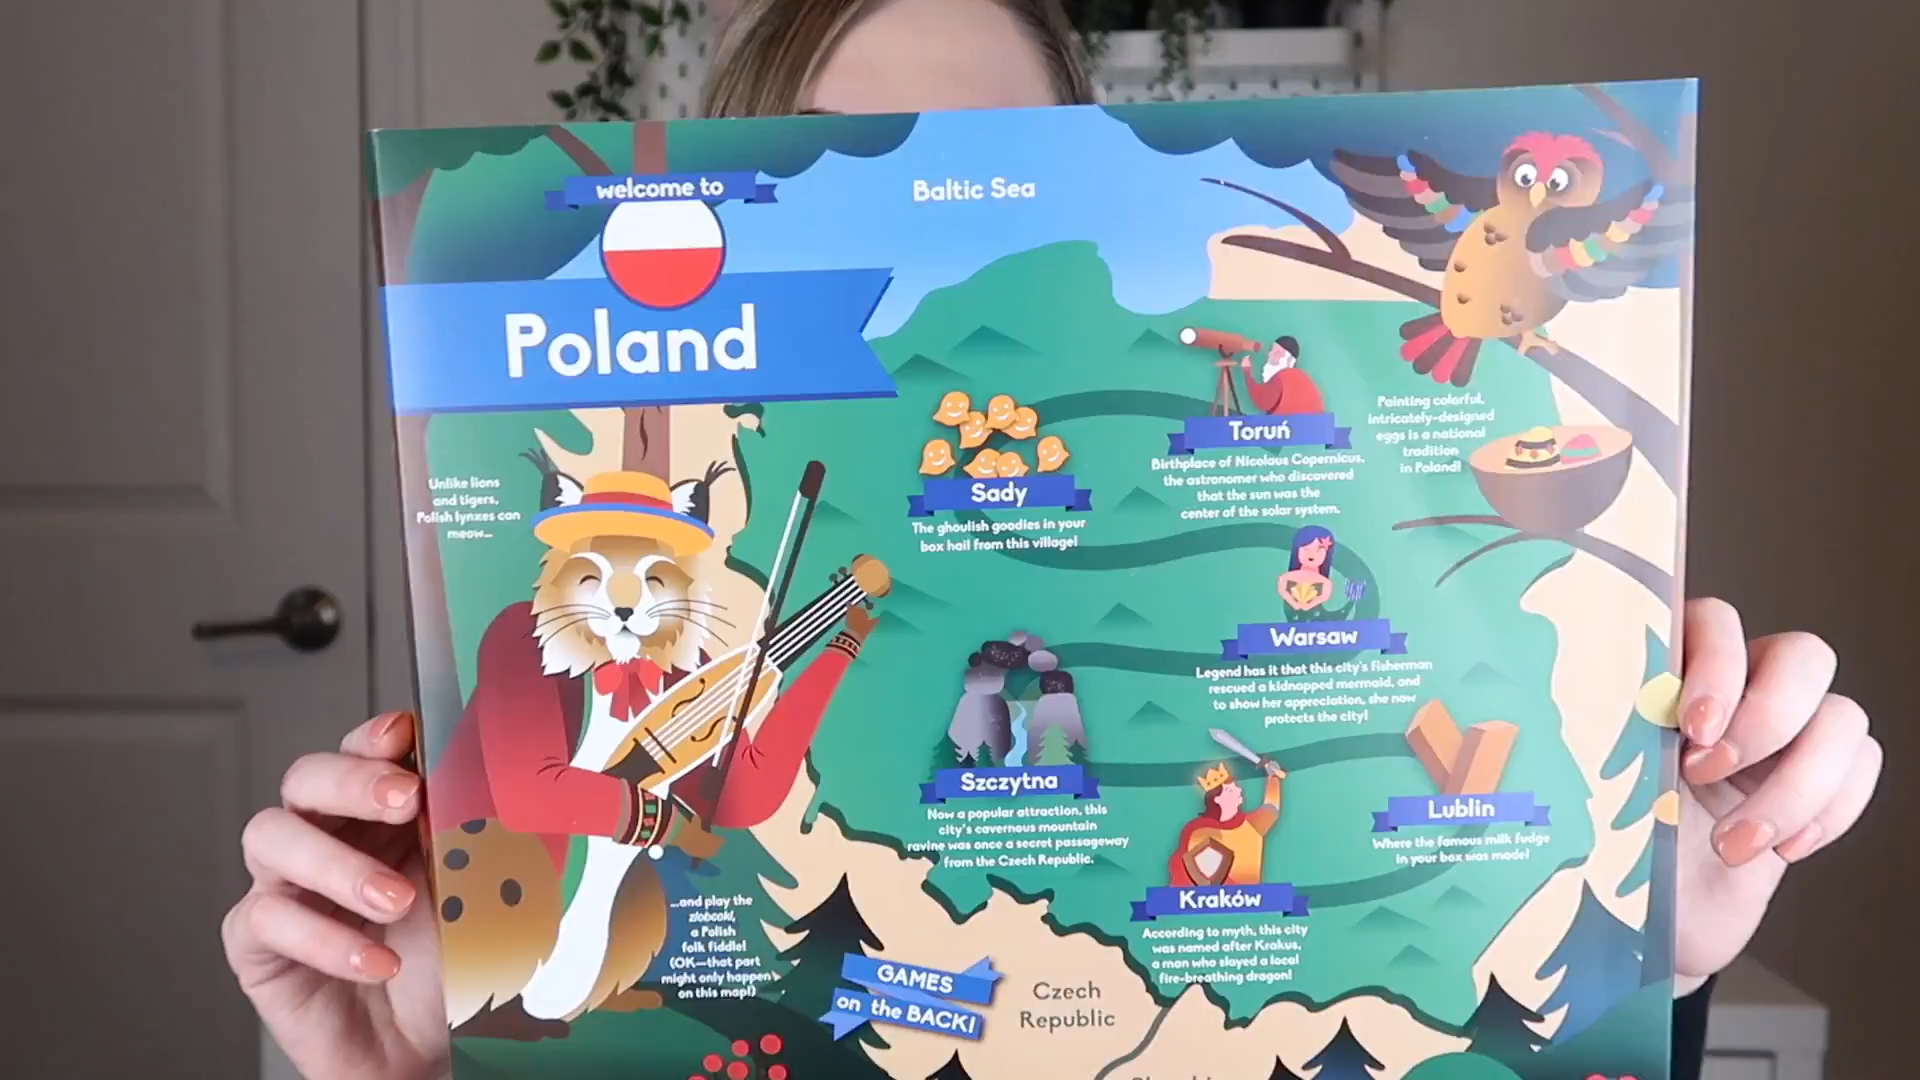 welcome to
Poland
Baltic Sea
Unlike lions
and tigers,
Polish lynxes can
meow...
...and play the
zlobcoki,
a Polish
folk fiddle!
(OK—that part
might only happen
on this map!)
Sady
The ghoulish goodies in your
box hail from this village!
Toruń
Birthplace of Nicolaus Copernicus,
the astronomer who discovered
that the sun was the
center of the solar system.
Painting colorful,
intricately-designed
eggs is a national
tradition
in Poland!
Warsaw
Legend has it that this city's fisherman
rescued a kidnapped mermaid, and
to show her appreciation, she now
protects the city!
Szczytna
Now a popular attraction, this
city's cavernous mountain
ravine was once a secret passageway
from the Czech Republic.
Lublin
Where the famous milk fudge
in your box was made!
Kraków
According to myth, this city
was named after Krakus,
a man who slayed a local
fire-breathing dragon!
GAMES
on the BACK!
Czech
Republic